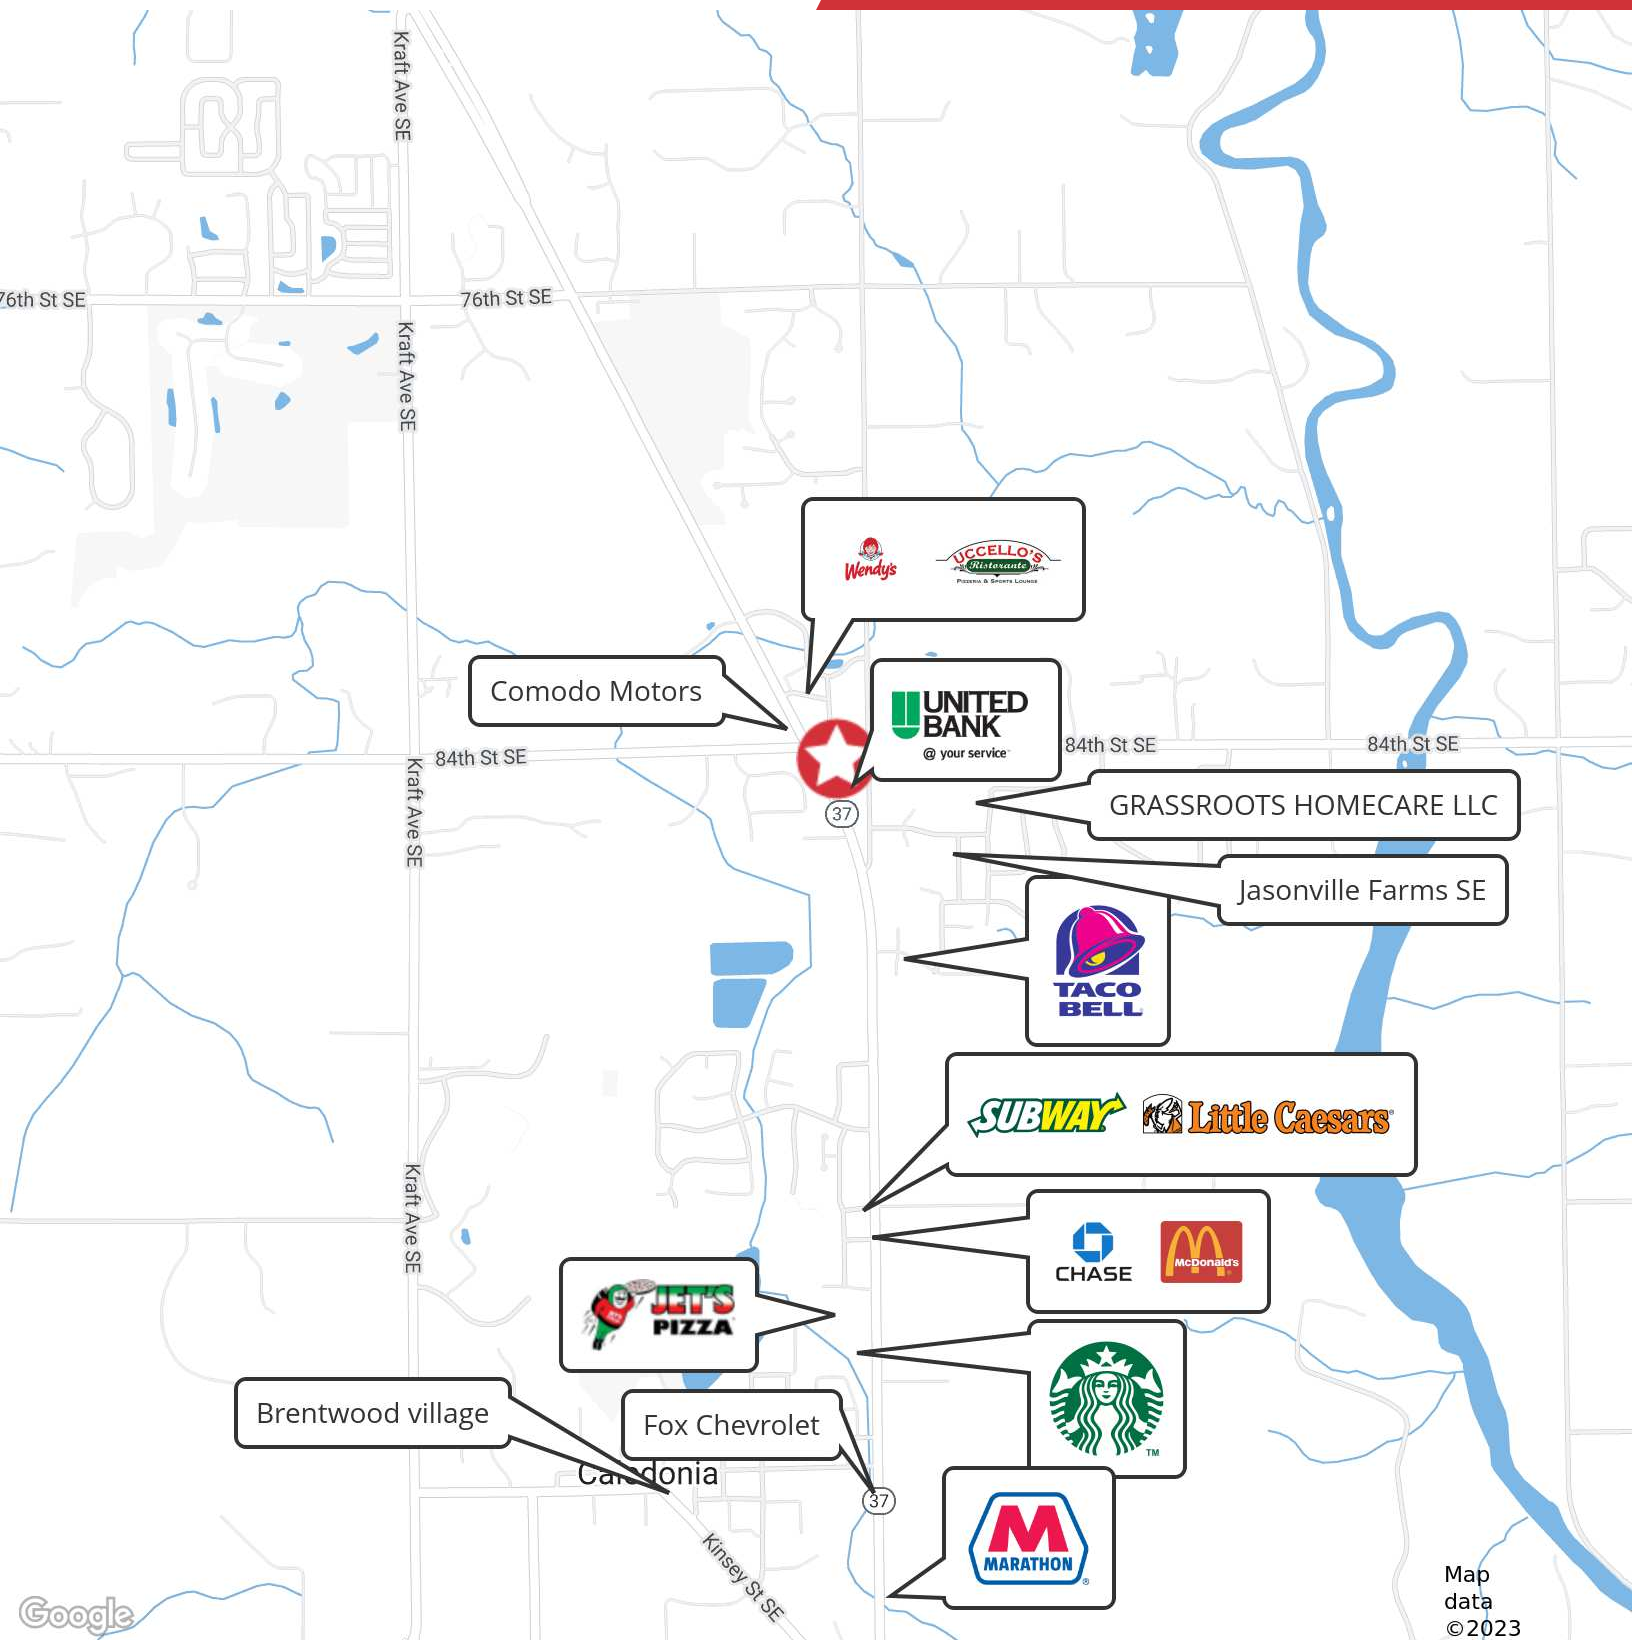 Kraft Ave SE
76th St SE
76th St SE
Kraft Ave SE
Wendy's
UCCELLO'S
Ristorante
PIZZERIA & SPORTS LOUNGE
Comodo Motors
UNITED
BANK
@ your service
84th St SE
84th St SE
84th St SE
Kraft Ave SE
37
GRASSROOTS HOMECARE LLC
Jasonville Farms SE
TACO
BELL
SUBWAY
Little Caesars
Kraft Ave SE
CHASE
McDonald's
JET'S
PIZZA
Brentwood village
Fox Chevrolet
Caledonia
37
TM
MARATHON
®
Kinsey St SE
Google
Map
data
©2023